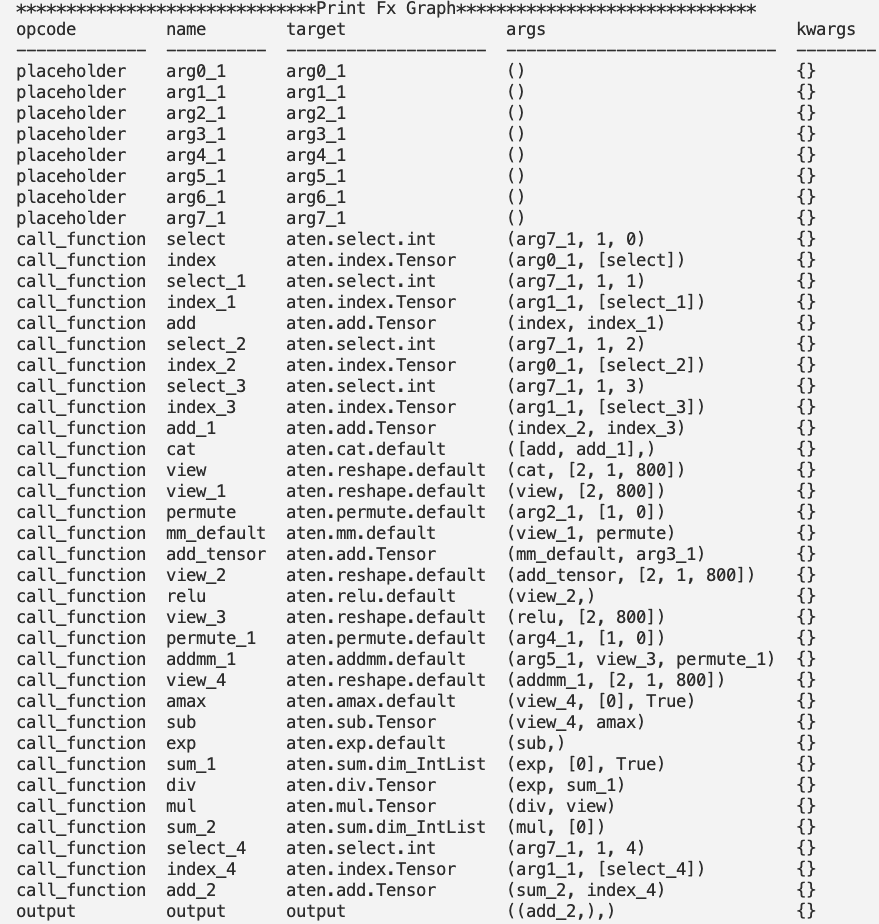 ******************************Print Fx Graph******************************
opcode         name        target                args                         kwargs
-------------  ----------  --------------------  ---------------------------  --------
placeholder    arg0_1      arg0_1                ()                           {}
placeholder    arg1_1      arg1_1                ()                           {}
placeholder    arg2_1      arg2_1                ()                           {}
placeholder    arg3_1      arg3_1                ()                           {}
placeholder    arg4_1      arg4_1                ()                           {}
placeholder    arg5_1      arg5_1                ()                           {}
placeholder    arg6_1      arg6_1                ()                           {}
placeholder    arg7_1      arg7_1                ()                           {}
call_function  select      aten.select.int       (arg7_1, 1, 0)               {}
call_function  index       aten.index.Tensor     (arg0_1, [select])           {}
call_function  select_1    aten.select.int       (arg7_1, 1, 1)               {}
call_function  index_1     aten.index.Tensor     (arg1_1, [select_1])         {}
call_function  add         aten.add.Tensor       (index, index_1)             {}
call_function  select_2    aten.select.int       (arg7_1, 1, 2)               {}
call_function  index_2     aten.index.Tensor     (arg0_1, [select_2])         {}
call_function  select_3    aten.select.int       (arg7_1, 1, 3)               {}
call_function  index_3     aten.index.Tensor     (arg1_1, [select_3])         {}
call_function  add_1       aten.add.Tensor       (index_2, index_3)           {}
call_function  cat         aten.cat.default      ([add, add_1],)              {}
call_function  view        aten.reshape.default  (cat, [2, 1, 800])           {}
call_function  view_1      aten.reshape.default  (view, [2, 800])             {}
call_function  permute     aten.permute.default  (arg2_1, [1, 0])             {}
call_function  mm_default  aten.mm.default       (view_1, permute)            {}
call_function  add_tensor  aten.add.Tensor       (mm_default, arg3_1)         {}
call_function  view_2      aten.reshape.default  (add_tensor, [2, 1, 800])    {}
call_function  relu        aten.relu.default     (view_2,)                    {}
call_function  view_3      aten.reshape.default  (relu, [2, 800])             {}
call_function  permute_1   aten.permute.default  (arg4_1, [1, 0])             {}
call_function  addmm_1     aten.addmm.default    (arg5_1, view_3, permute_1)  {}
call_function  view_4      aten.reshape.default  (addmm_1, [2, 1, 800])       {}
call_function  amax        aten.amax.default     (view_4, [0], True)          {}
call_function  sub         aten.sub.Tensor       (view_4, amax)               {}
call_function  exp         aten.exp.default      (sub,)                       {}
call_function  sum_1       aten.sum.dim_IntList  (exp, [0], True)             {}
call_function  div         aten.div.Tensor       (exp, sum_1)                 {}
call_function  mul         aten.mul.Tensor       (div, view)                  {}
call_function  sum_2       aten.sum.dim_IntList  (mul, [0])                   {}
call_function  select_4    aten.select.int       (arg7_1, 1, 4)               {}
call_function  index_4     aten.index.Tensor     (arg1_1, [select_4])         {}
call_function  add_2       aten.add.Tensor       (sum_2, index_4)             {}
output         output      output                ((add_2,),)                  {}